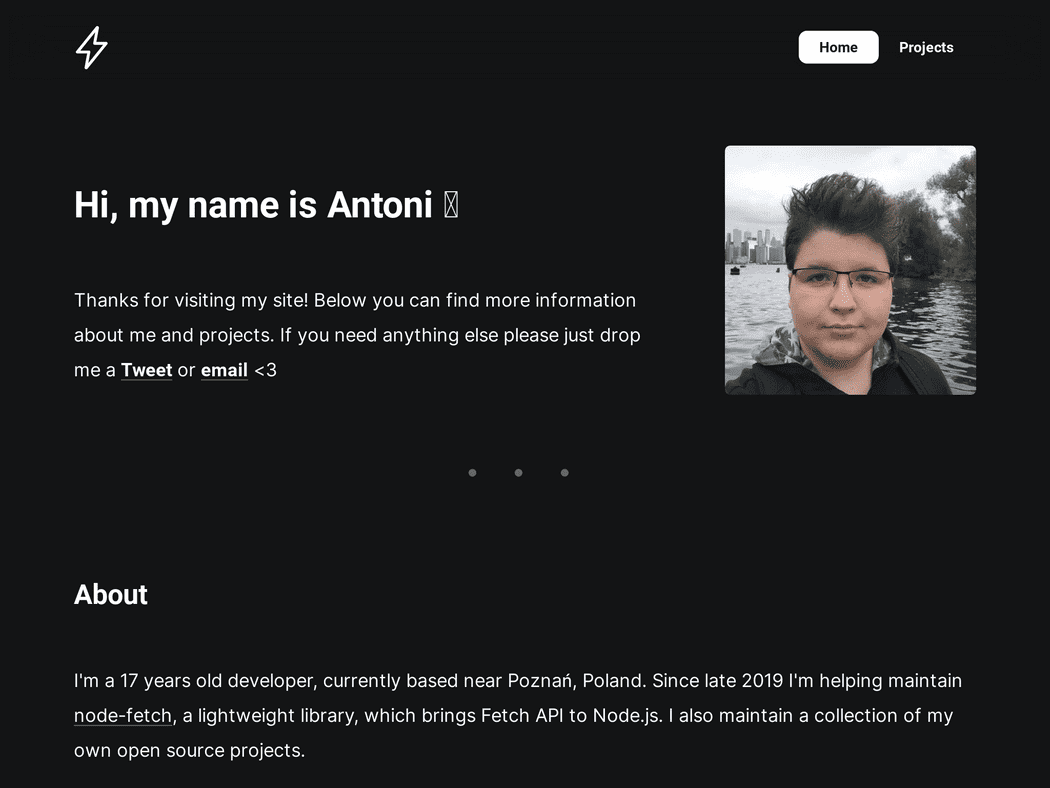 Home
Projects
Hi, my name is Antoni
Thanks for visiting my site! Below you can find more information
about me and projects. If you need anything else please just drop
me a Tweet or email <3
About
I'm a 17 years old developer, currently based near Poznań, Poland. Since late 2019 I'm helping maintain
node-fetch, a lightweight library, which brings Fetch API to Node.js. I also maintain a collection of my
own open source projects.